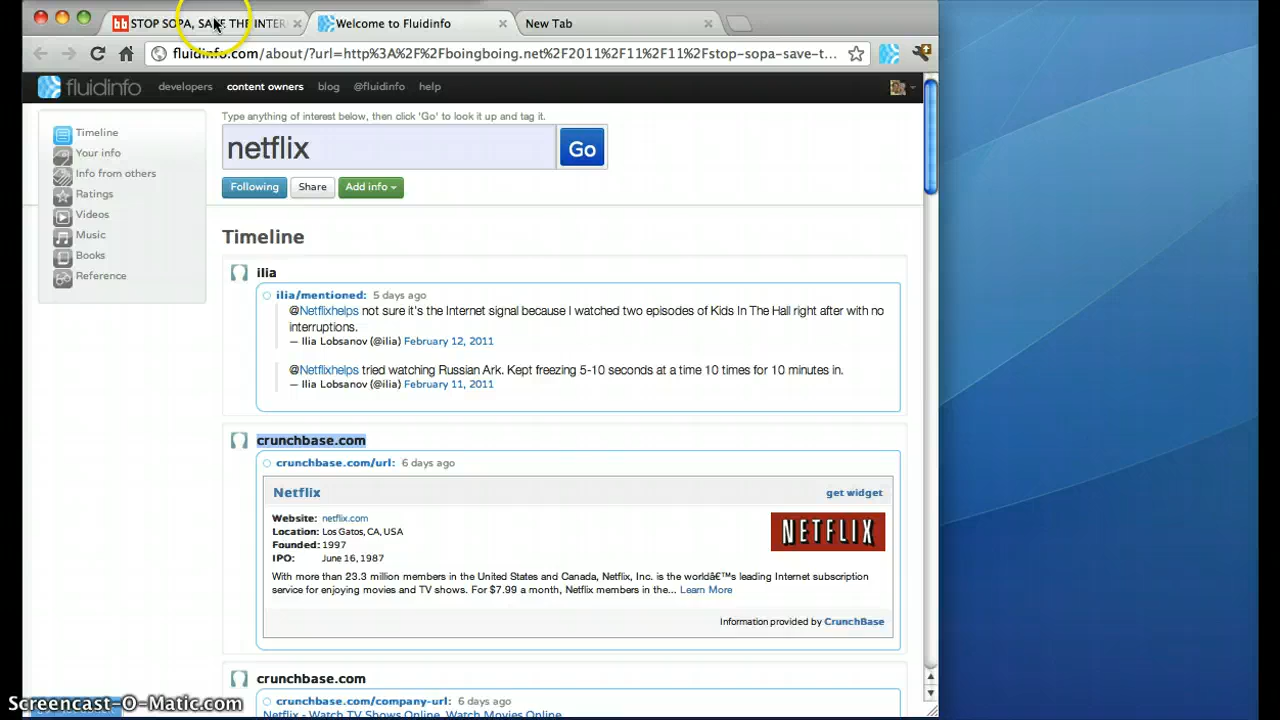 STOP SOPA, SAVE THE INTER
Welcome to Fluidinfo
New Tab
fluidinfo.com/about/?url=http%3A%2F%2Fboingboing.net%2F2011%2F11%2F11%2Fstop-sopa-save-t...
fluidinfo
developers
content owners
blog
@fluidinfo
help
Timeline
Your info
Info from others
Ratings
Videos
Music
Books
Reference
Type anything of interest below, then click 'Go' to look it up and tag it.
netflix
Go
Following
Share
Add info
Timeline
ilia
ilia/mentioned: 5 days ago
@Netflixhelps not sure it's the Internet signal because I watched two episodes of Kids In The Hall right after with no
interruptions.
— Ilia Lobsanov (@ilia) February 12, 2011
@Netflixhelps tried watching Russian Ark. Kept freezing 5-10 seconds at a time 10 times for 10 minutes in.
— Ilia Lobsanov (@ilia) February 11, 2011
crunchbase.com
crunchbase.com/url: 6 days ago
Netflix
get widget
Website: netflix.com
Location: Los Gatos, CA, USA
Founded: 1997
IPO: June 16, 1987
NETFLIX
With more than 23.3 million members in the United States and Canada, Netflix, Inc. is the worldâ€™s leading Internet subscription
service for enjoying movies and TV shows. For $7.99 a month, Netflix members in the... Learn More
Information provided by CrunchBase
crunchbase.com
crunchbase.com/company-url: 6 days ago
Netflix - Watch TV Shows Online, Watch Movies Online
Screencast-O-Matic.com